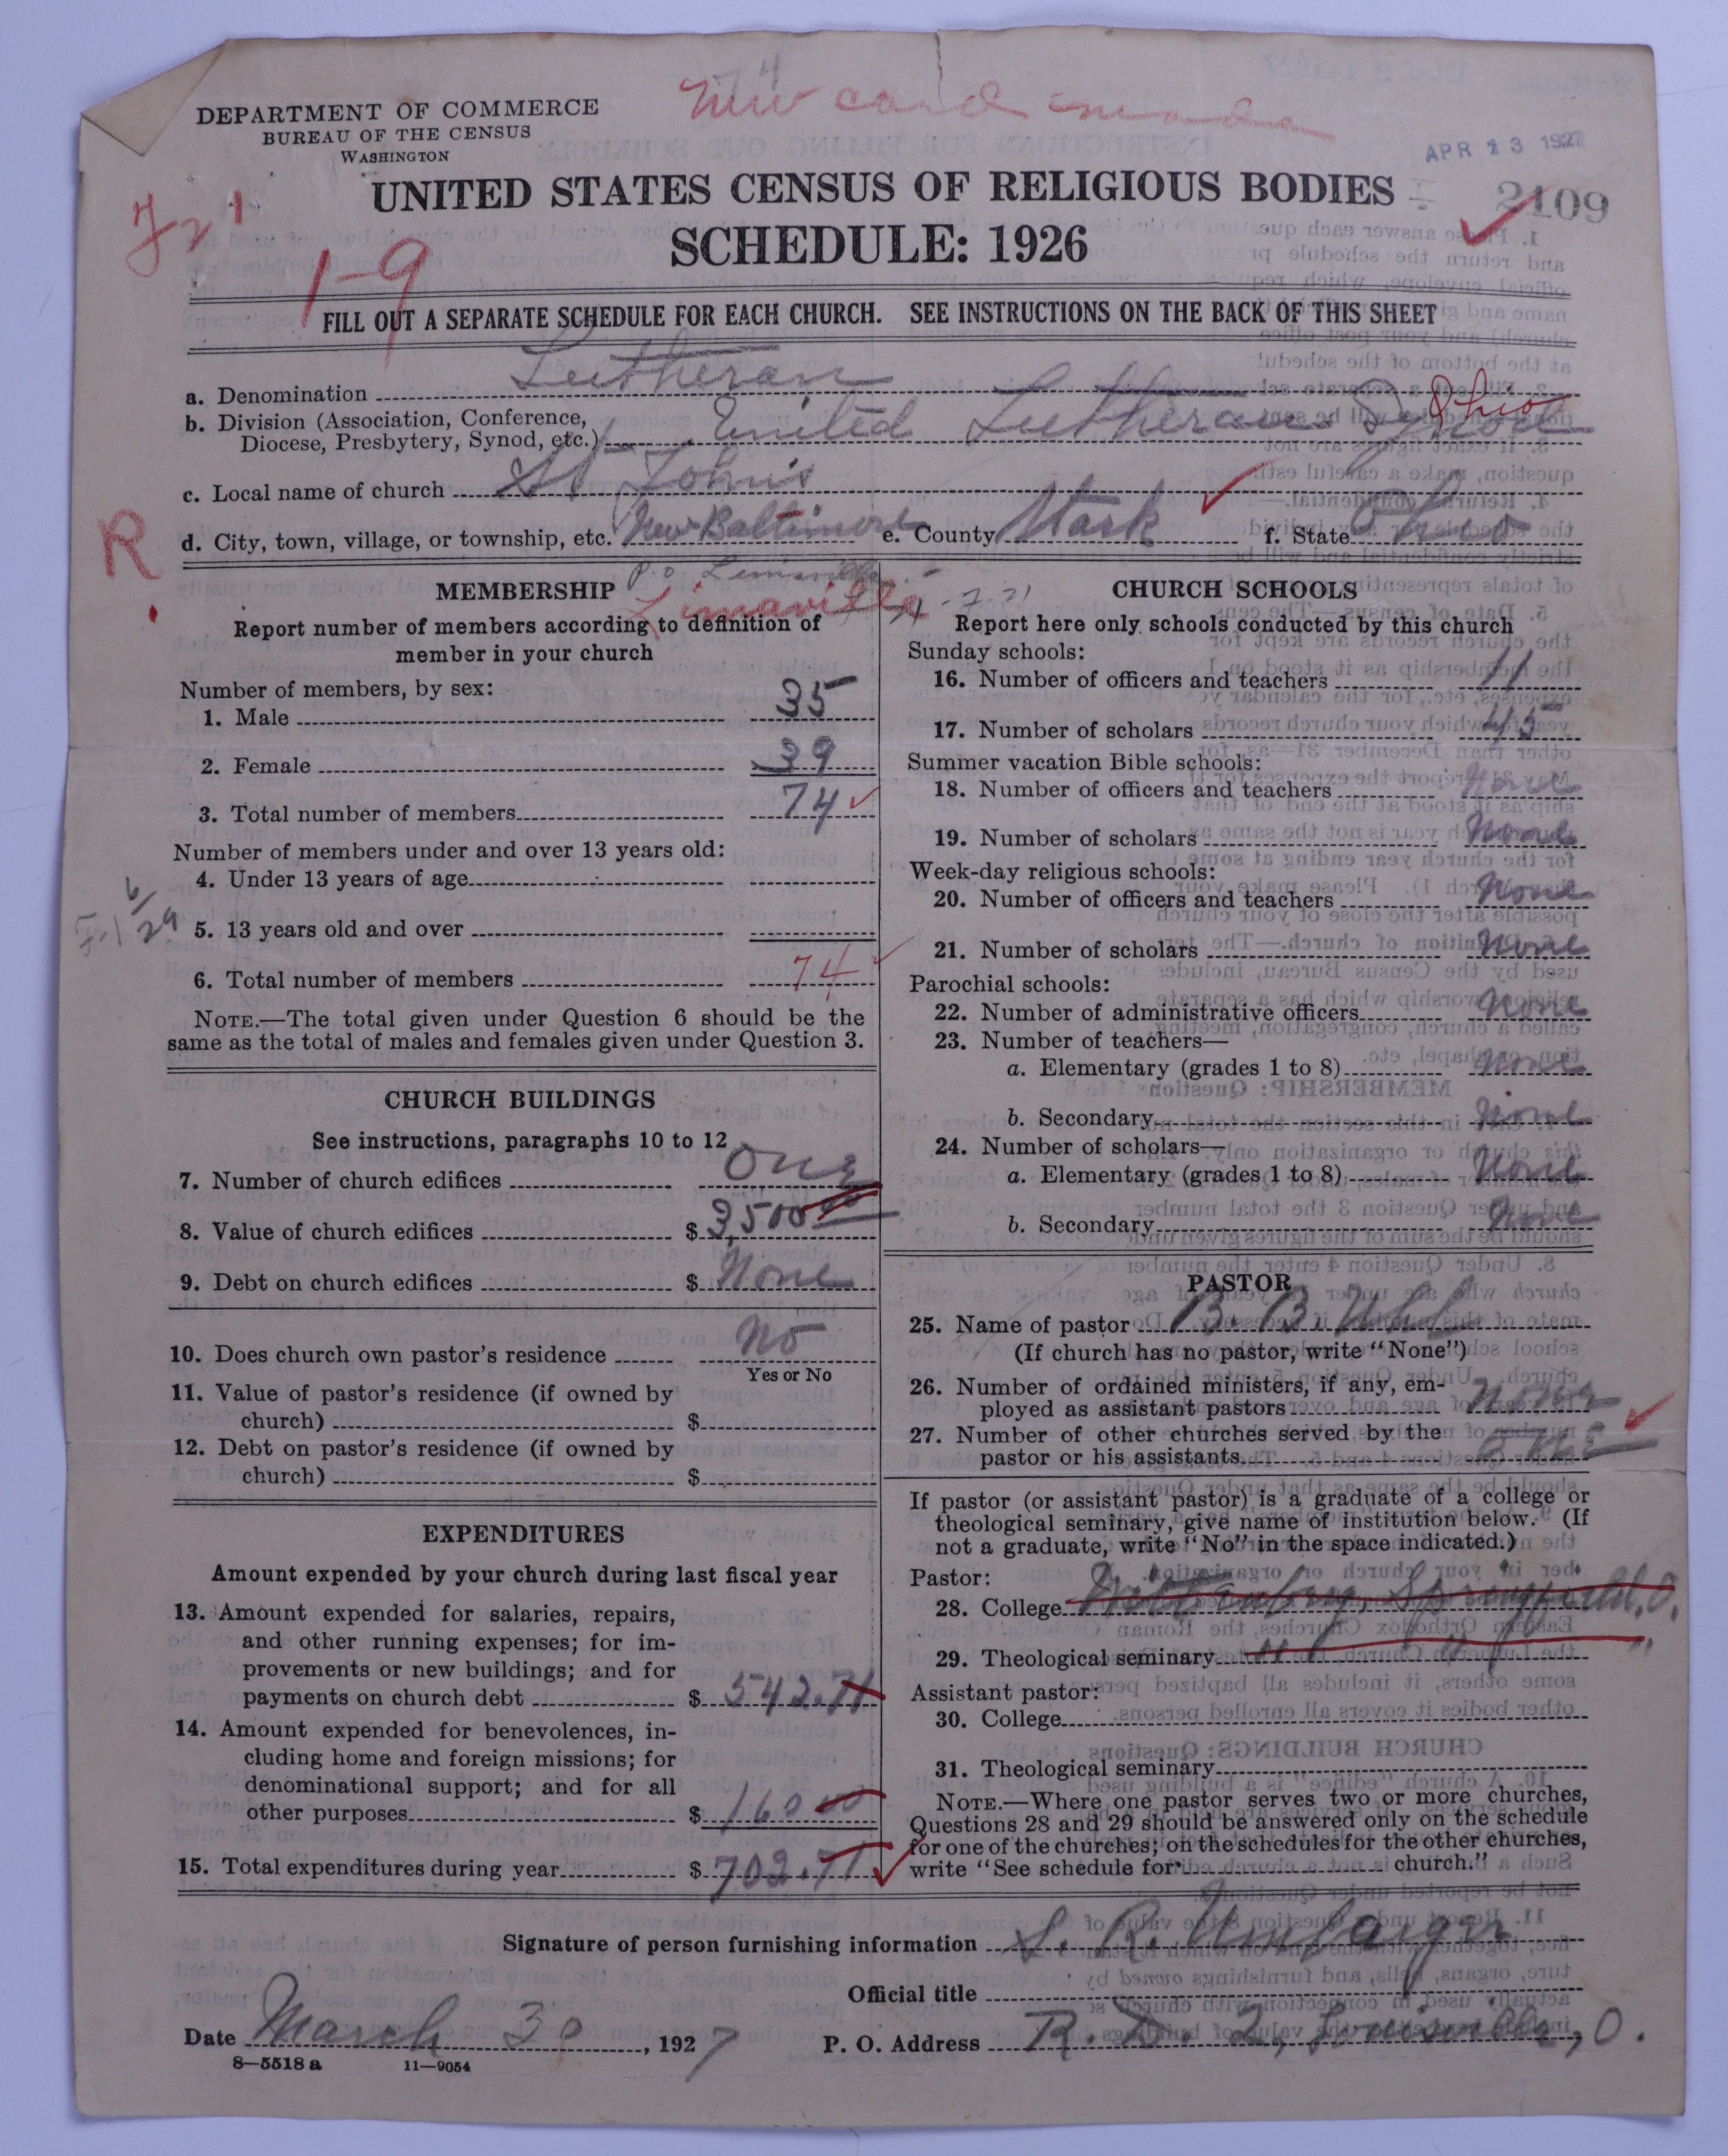 New card made
DEPARTMENT OF COMMERCE
BUREAU OF THE CENSUS
WASHINGTON
APR 13 1927
UNITED STATES CENSUS OF RELIGIOUS BODIES
2109
SCHEDULE: 1926
1-9
FILL OUT A SEPARATE SCHEDULE FOR EACH CHURCH. SEE INSTRUCTIONS ON THE BACK OF THIS SHEET
a. Denomination Lutheran
b. Division (Association, Conference, Diocese, Presbytery, Synod, etc.) United Lutheran Synod Ohio
c. Local name of church St John's
R
d. City, town, village, or township, etc. New Baltimore e. County Stark f. State Ohio
P.O. Limaville
Limaville
MEMBERSHIP
Report number of members according to definition of
member in your church
Number of members, by sex:
1. Male 35
2. Female 39
3. Total number of members 74
Number of members under and over 13 years old:
4. Under 13 years of age
5. 13 years old and over
6. Total number of members 74
NOTE.—The total given under Question 6 should be the
same as the total of males and females given under Question 3.
CHURCH BUILDINGS
See instructions, paragraphs 10 to 12
7. Number of church edifices One
8. Value of church edifices $ 3,500 00
9. Debt on church edifices $ None
10. Does church own pastor's residence No
Yes or No
11. Value of pastor's residence (if owned by
church) $
12. Debt on pastor's residence (if owned by
church) $
EXPENDITURES
Amount expended by your church during last fiscal year
13. Amount expended for salaries, repairs,
and other running expenses; for im-
provements or new buildings; and for
payments on church debt $ 542.71
14. Amount expended for benevolences, in-
cluding home and foreign missions; for
denominational support; and for all
other purposes $ 160 00
15. Total expenditures during year $ 702.71
CHURCH SCHOOLS
Report here only schools conducted by this church
Sunday schools:
16. Number of officers and teachers 11
17. Number of scholars 45
Summer vacation Bible schools:
18. Number of officers and teachers None
19. Number of scholars None
Week-day religious schools:
20. Number of officers and teachers None
21. Number of scholars None
Parochial schools:
22. Number of administrative officers None
23. Number of teachers—
a. Elementary (grades 1 to 8) None
b. Secondary None
24. Number of scholars—
a. Elementary (grades 1 to 8) None
b. Secondary None
PASTOR
25. Name of pastor B. B. Uhl
(If church has no pastor, write "None")
26. Number of ordained ministers, if any, em-
ployed as assistant pastors None
27. Number of other churches served by the
pastor or his assistants One
If pastor (or assistant pastor) is a graduate of a college or
theological seminary, give name of institution below. (If
not a graduate, write "No" in the space indicated.)
Pastor:
28. College Wittenberg, Springfield, O.
29. Theological seminary " " "
Assistant pastor:
30. College
31. Theological seminary
NOTE.—Where one pastor serves two or more churches,
Questions 28 and 29 should be answered only on the schedule
for one of the churches; on the schedules for the other churches,
write "See schedule for church."
Signature of person furnishing information S. R. Umbarger
Official title
Date March 30, 1927 P. O. Address R. D. 2, Louisville, O.
8—5518 a 11—9054